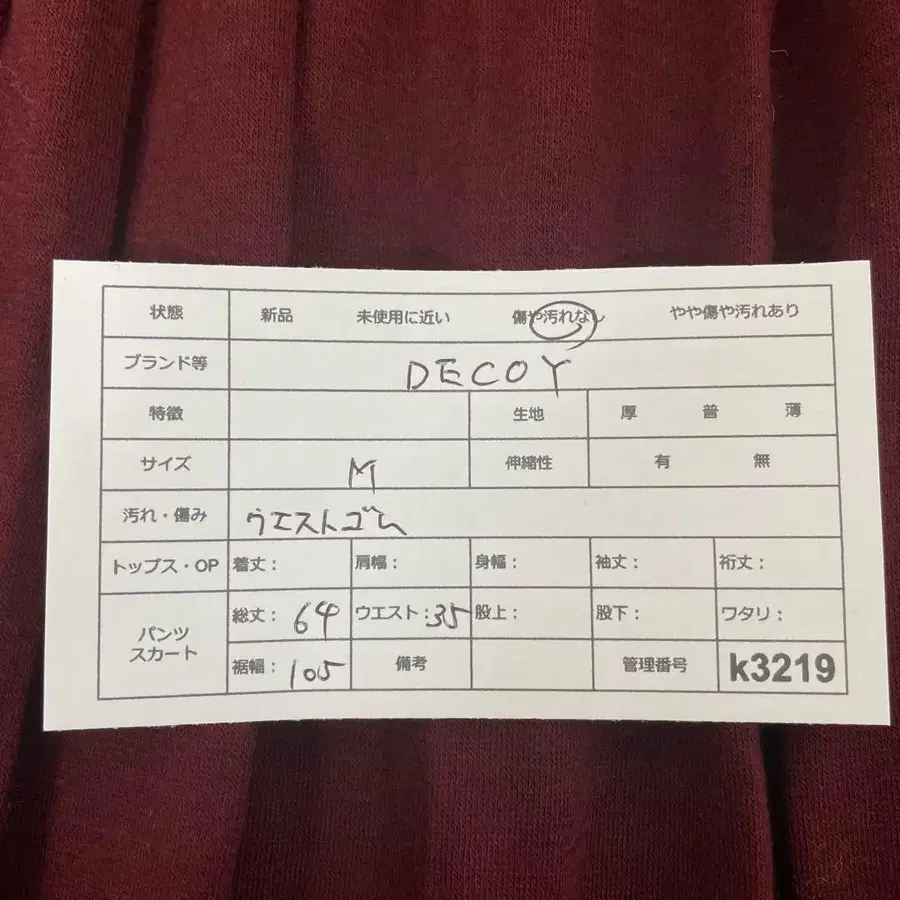 状態 新品 未使用に近い 傷や汚れなし やや傷や汚れあり
ブランド等 DECOY
特徴 生地 厚 普 薄
サイズ M 伸縮性 有 無
汚れ・傷み ウエストゴム
トップス・OP 着丈: 肩幅: 身幅: 袖丈: 裄丈:
パンツ
スカート
総丈: 64 ウエスト: 35 股上: 股下: ワタリ:
裾幅: 105 備考 管理番号 k3219